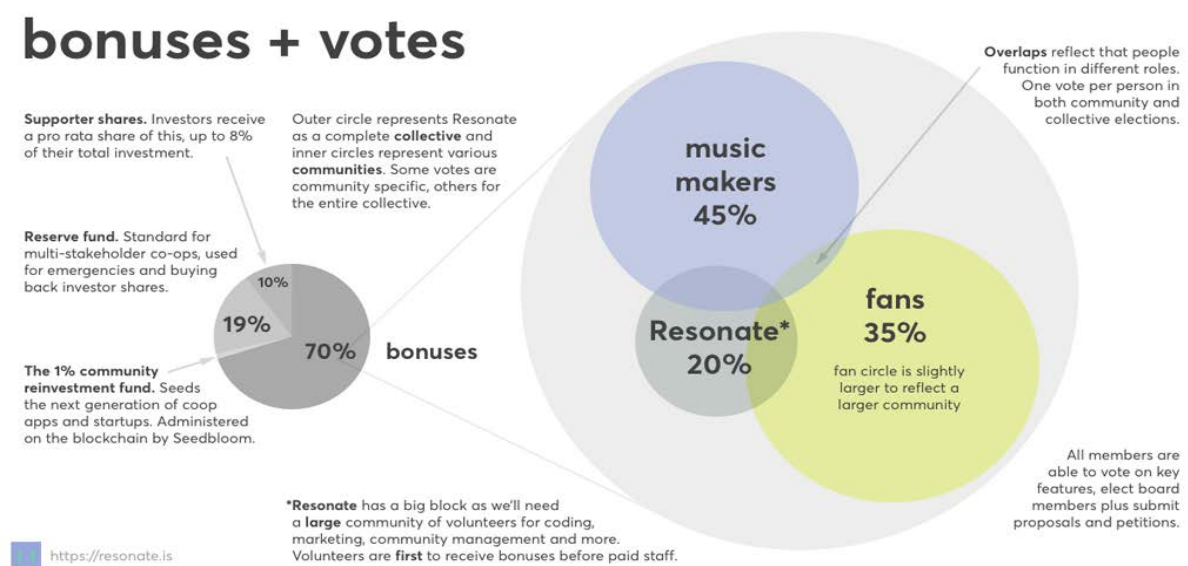 bonuses + votes
Supporter shares. Investors receive
a pro rata share of this, up to 8%
of their total investment.
Outer circle represents Resonate
as a complete collective and
inner circles represent various
communities. Some votes are
community specific, others for
the entire collective.
Reserve fund. Standard for
multi-stakeholder co-ops, used
for emergencies and buying
back investor shares.
10%
19%
70%
bonuses
The 1% community
reinvestment fund. Seeds
the next generation of coop
apps and startups. Administered
on the blockchain by Seedbloom.
music
makers
45%
Overlaps reflect that people
function in different roles.
One vote per person in
both community and
collective elections.
Resonate*
20%
fans
35%
fan circle is slightly
larger to reflect a
larger community
All members are
able to vote on key
features, elect board
members plus submit
proposals and petitions.
*Resonate has a big block as we'll need
a large community of volunteers for coding,
marketing, community management and more.
Volunteers are first to receive bonuses before paid staff.
https://resonate.is